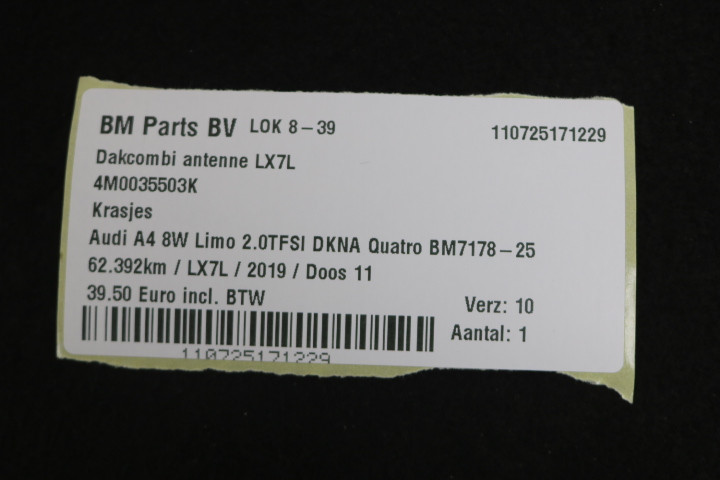 BM Parts BV LOK 8-39 110725171229
Dakcombi antenne LX7L
4M0035503K
Krasjes
Audi A4 8W Limo 2.0TFSI DKNA Quatro BM7178-25
62.392km / LX7L / 2019 / Doos 11
39.50 Euro incl. BTW Verz: 10
Aantal: 1
110725171229